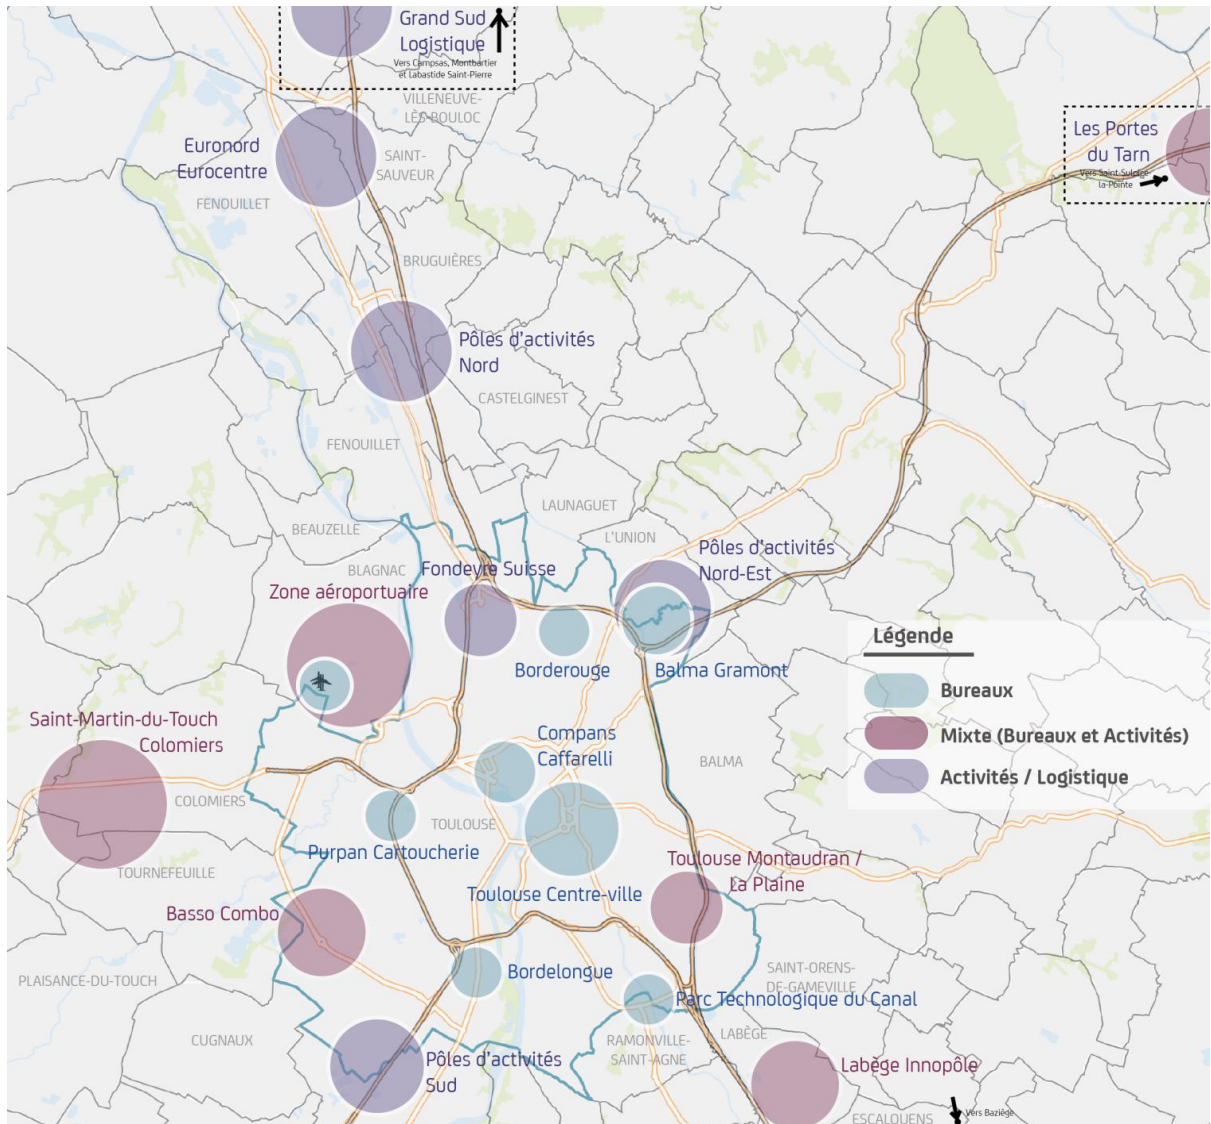 Grand Sud
Logistique
Vers Campsas, Montbartier
et Labastide Saint-Pierre
VILLENEUVE-
LÈS-BOULOC
Euronord
Eurocentre
SAINT-
SAUVEUR
FENOUILLET
Les Portes
du Tarn
Vers Saint-Sulpice-
la-Pointe
BRUGUIÈRES
Pôles d'activités
Nord
CASTELGINEST
FENOUILLET
LAUNAGUET
BEAUZELLE
L'UNION
BLAGNAC
Fondeyre Suisse
Pôles d'activités
Nord-Est
Zone aéroportuaire
Borderouge
Balma Gramont
Légende
Bureaux
Mixte (Bureaux et Activités)
Activités / Logistique
Saint-Martin-du-Touch
Colomiers
Compans
Caffarelli
BALMA
COLOMIERS
TOULOUSE
Purpan Cartoucherie
TOURNEFEUILLE
Toulouse Montaudran /
La Plaine
Toulouse Centre-ville
Basso Combo
Bordelongue
SAINT-ORENS-
DE-GAMEVILLE
PLAISANCE-DU-TOUCH
Parc Technologique du Canal
CUGNAUX
RAMONVILLE-
SAINT-AGNE
LABÈGE
Pôles d'activités
Sud
Labège Innopôle
ESCALQUENS
Vers Baziège